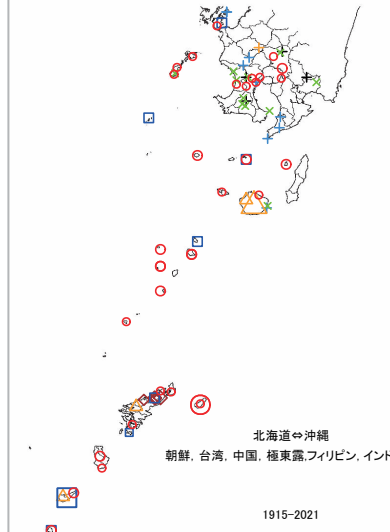 北海道⇔沖縄
朝鮮, 台湾, 中国, 極東露,フィリピン, インド
1915-2021